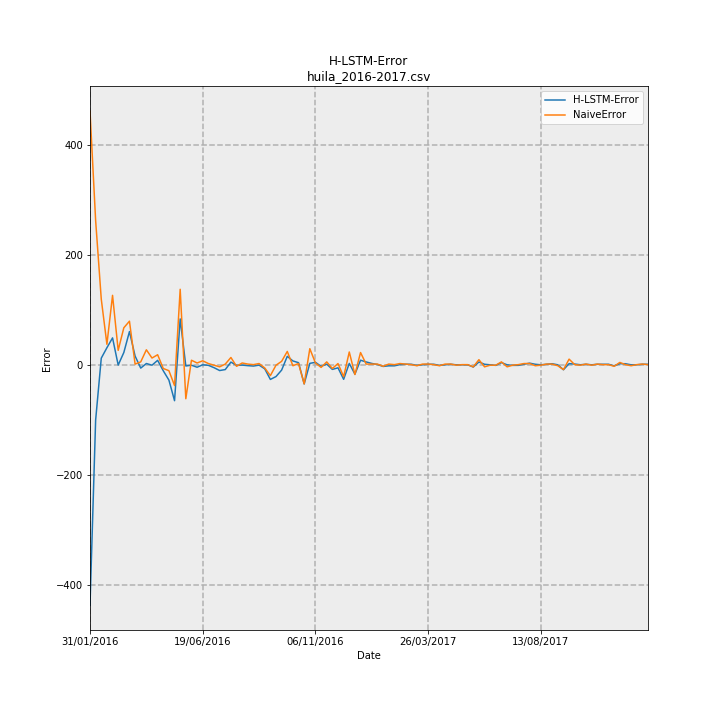 H-LSTM-Error
huila_2016-2017.csv
H-LSTM-Error
NaiveError
400
200
0
−200
−400
Error
31/01/2016
19/06/2016
06/11/2016
26/03/2017
13/08/2017
Date